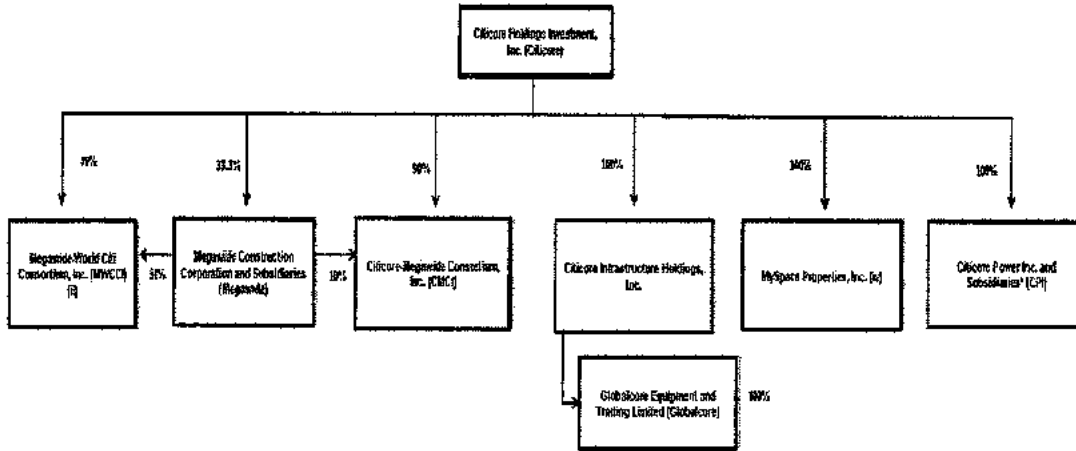 Citicore Holdings Investment,
Inc. (Citicore)
33.3%
90%
100%
100%
100%
Megawide World Citi
Consortium, Inc. (MWCCI)
Megawide Construction
Corporation and Subsidiaries
(Megawide)
10%
Citicore-Megawide Consortium,
Inc. (CMCI)
Citicore Infrastructure Holdings,
Inc.
MySpace Properties, Inc.
Citicore Power Inc. and
Subsidiaries* (CPI)
Globalcore Equipment and
Trading Limited (Globalcore)
100%